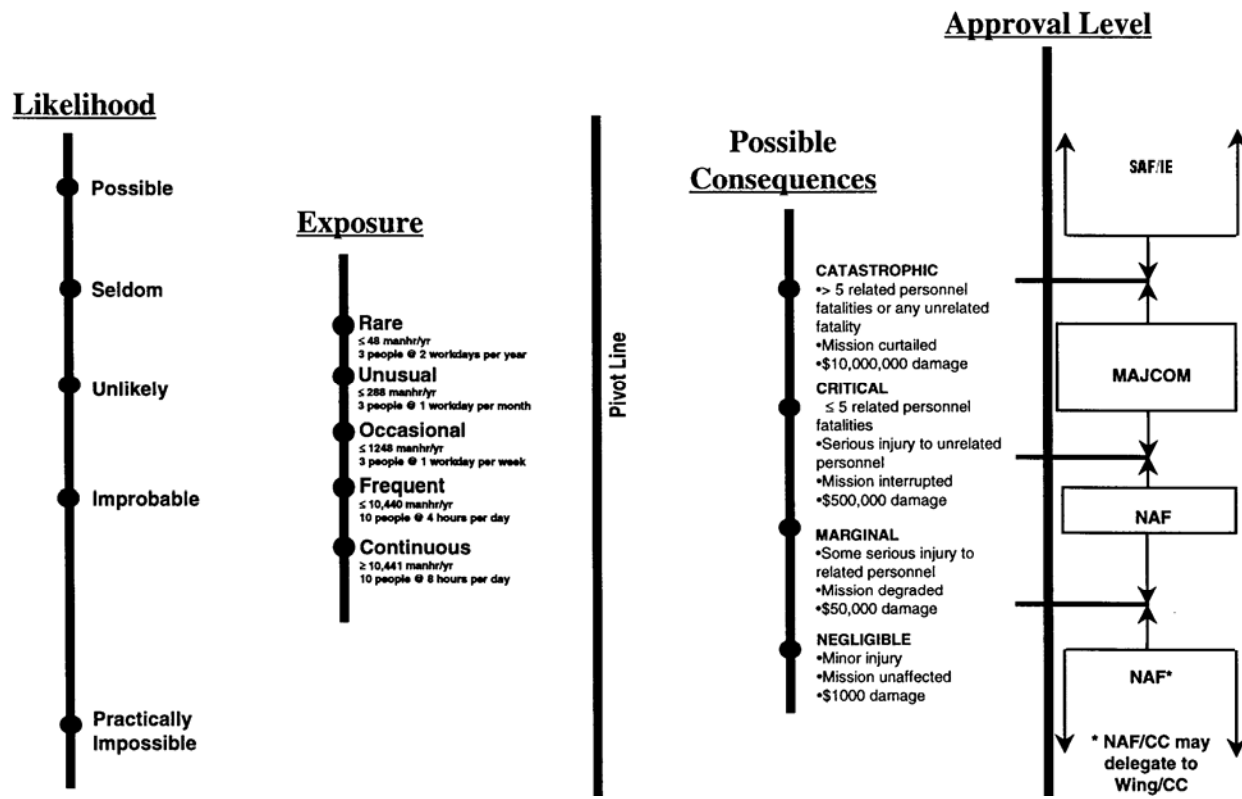 Approval Level
Likelihood
Possible
Seldom
Unlikely
Improbable
Practically
Impossible
Exposure
Rare
≤ 48 manhr/yr
3 people @ 2 workdays per year
Unusual
≤ 288 manhr/yr
3 people @ 1 workday per month
Occasional
≤ 1248 manhr/yr
3 people @ 1 workday per week
Frequent
≤ 10,440 manhr/yr
10 people @ 4 hours per day
Continuous
≥ 10,441 manhr/yr
10 people @ 8 hours per day
Pivot Line
Possible
Consequences
CATASTROPHIC
•> 5 related personnel
fatalities or any unrelated
fatality
•Mission curtailed
•$10,000,000 damage
CRITICAL
≤ 5 related personnel
fatalities
•Serious injury to unrelated
personnel
•Mission interrupted
•$500,000 damage
MARGINAL
•Some serious injury to
related personnel
•Mission degraded
•$50,000 damage
NEGLIGIBLE
•Minor injury
•Mission unaffected
•$1000 damage
SAF/IE
MAJCOM
NAF
NAF*
* NAF/CC may
delegate to
Wing/CC